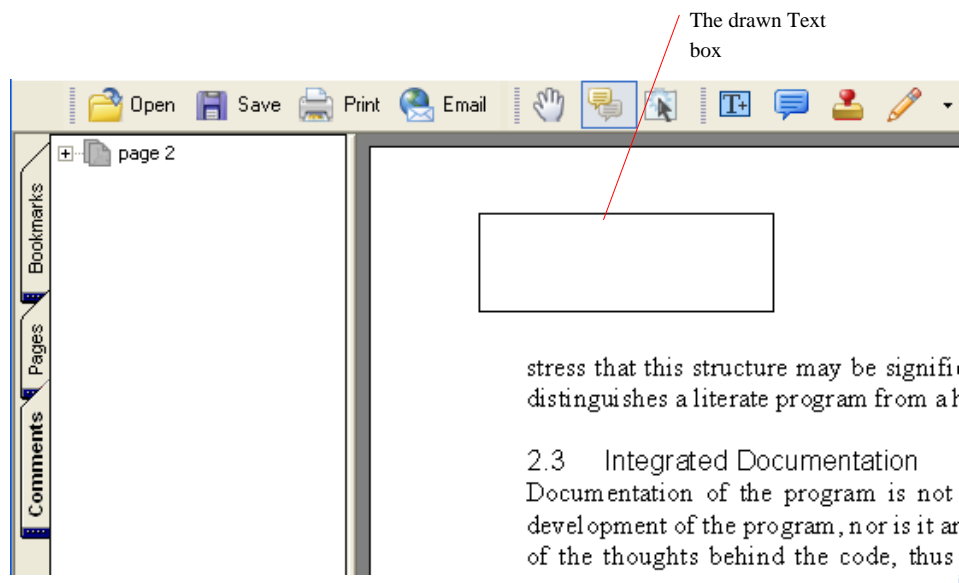 The drawn Text
box
Open Save Print Email T+
page 2
Bookmarks
Pages
Comments
stress that this structure may be
distinguishes a literate program from a
2.3 Integrated Documentation
Documentation of the program is not
development of the program, nor is it
of the thoughts behind the code, thus